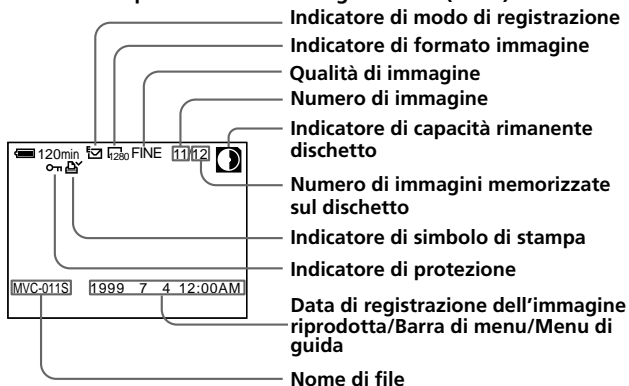 Indicatore di modo di registrazione
Indicatore di formato immagine
Qualità di immagine
Numero di immagine
Indicatore di capacità rimanente
dischetto
Numero di immagini memorizzate
sul dischetto
Indicatore di simbolo di stampa
Indicatore di protezione
Data di registrazione dell'immagine
riprodotta/Barra di menu/Menu di
guida
Nome di file
120min 1280 FINE 11/12
MVC-011S 1999 7 4 12:00AM